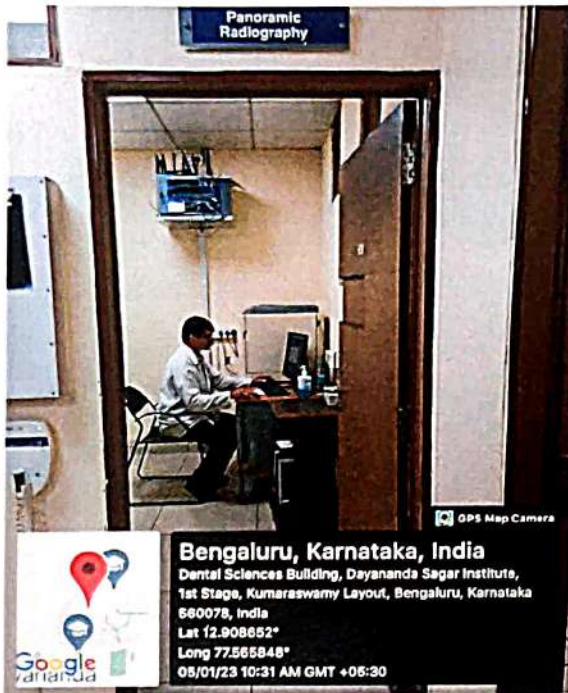 Panoramic
Radiography
GPS Map Camera
Bengaluru, Karnataka, India
Dental Sciences Building, Dayananda Sagar Institute,
1st Stage, Kumaraswamy Layout, Bengaluru, Karnataka
560078, India
Lat 12.908652°
Long 77.565848°
05/01/23 10:31 AM GMT +05:30
Google